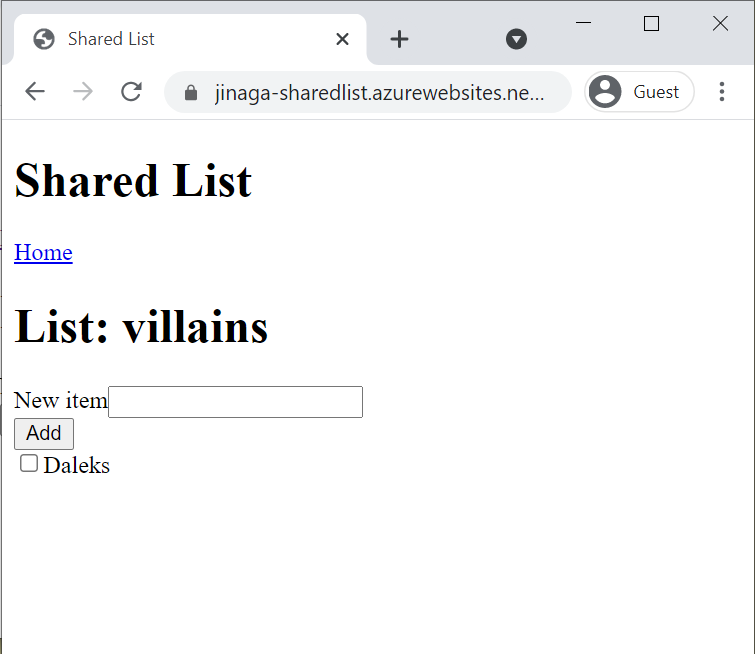 Shared List
jinaga-sharedlist.azurewebsites.ne...
Guest
Shared List
Home
List: villains
New item
Add
Daleks